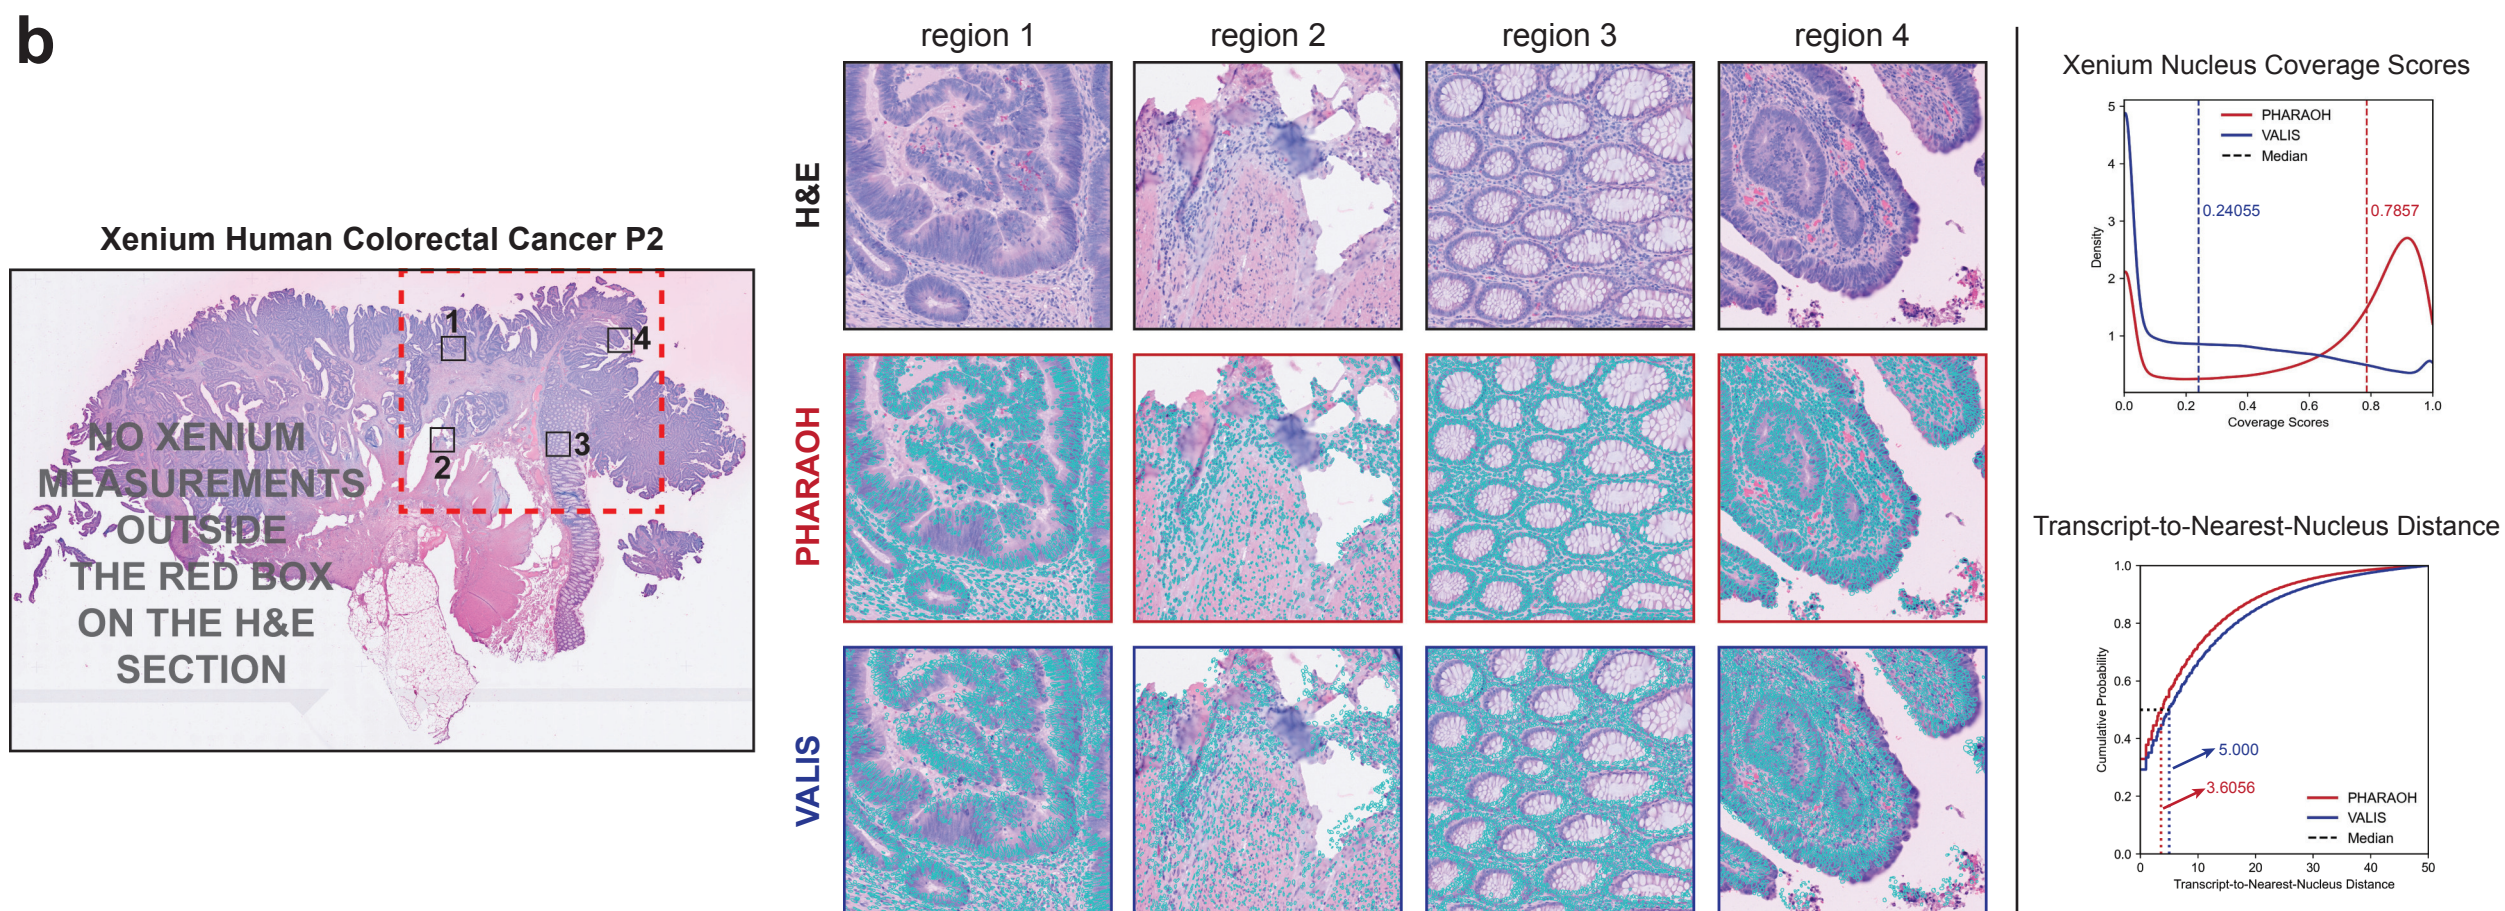 b
Xenium Human Colorectal Cancer P2
1
4
3
2
NO XENIUM
MEASUREMENTS
OUTSIDE
THE RED BOX
ON THE H&E
SECTION
region 1
region 2
region 3
region 4
H&E
PHARAOH
VALIS
Xenium Nucleus Coverage Scores
PHARAOH
VALIS
Median
0.24055
0.7857
Density
5
4
3
2
1
0.0
0.2
0.4
0.6
0.8
1.0
Coverage Scores
Transcript-to-Nearest-Nucleus Distance
Cumulative Probability
1.0
0.8
0.6
0.4
0.2
0.0
5.000
3.6056
PHARAOH
VALIS
Median
0
10
20
30
40
50
Transcript-to-Nearest-Nucleus Distance